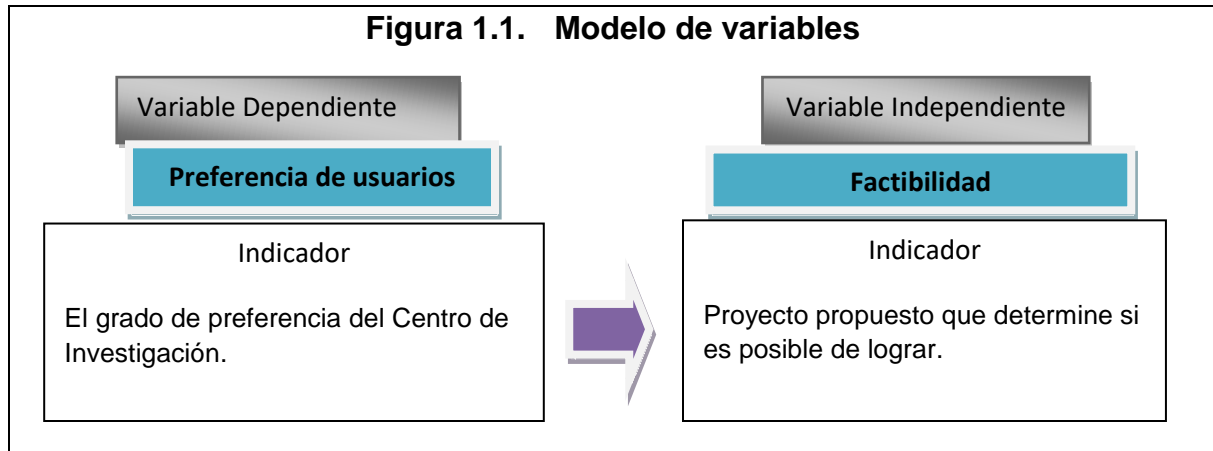 Figura 1.1. Modelo de variables
Variable Dependiente
Preferencia de usuarios
Indicador
El grado de preferencia del Centro de
Investigación.
Variable Independiente
Factibilidad
Indicador
Proyecto propuesto que determine si
es posible de lograr.